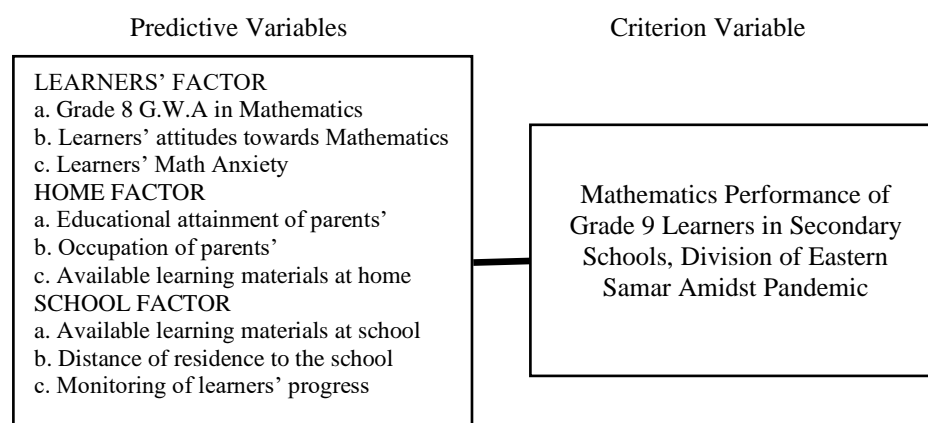 Predictive Variables
Criterion Variable
LEARNERS’ FACTOR
a. Grade 8 G.W.A in Mathematics
b. Learners’ attitudes towards Mathematics
c. Learners’ Math Anxiety
HOME FACTOR
a. Educational attainment of parents’
b. Occupation of parents’
c. Available learning materials at home
SCHOOL FACTOR
a. Available learning materials at school
b. Distance of residence to the school
c. Monitoring of learners’ progress
Mathematics Performance of
Grade 9 Learners in Secondary
Schools, Division of Eastern
Samar Amidst Pandemic